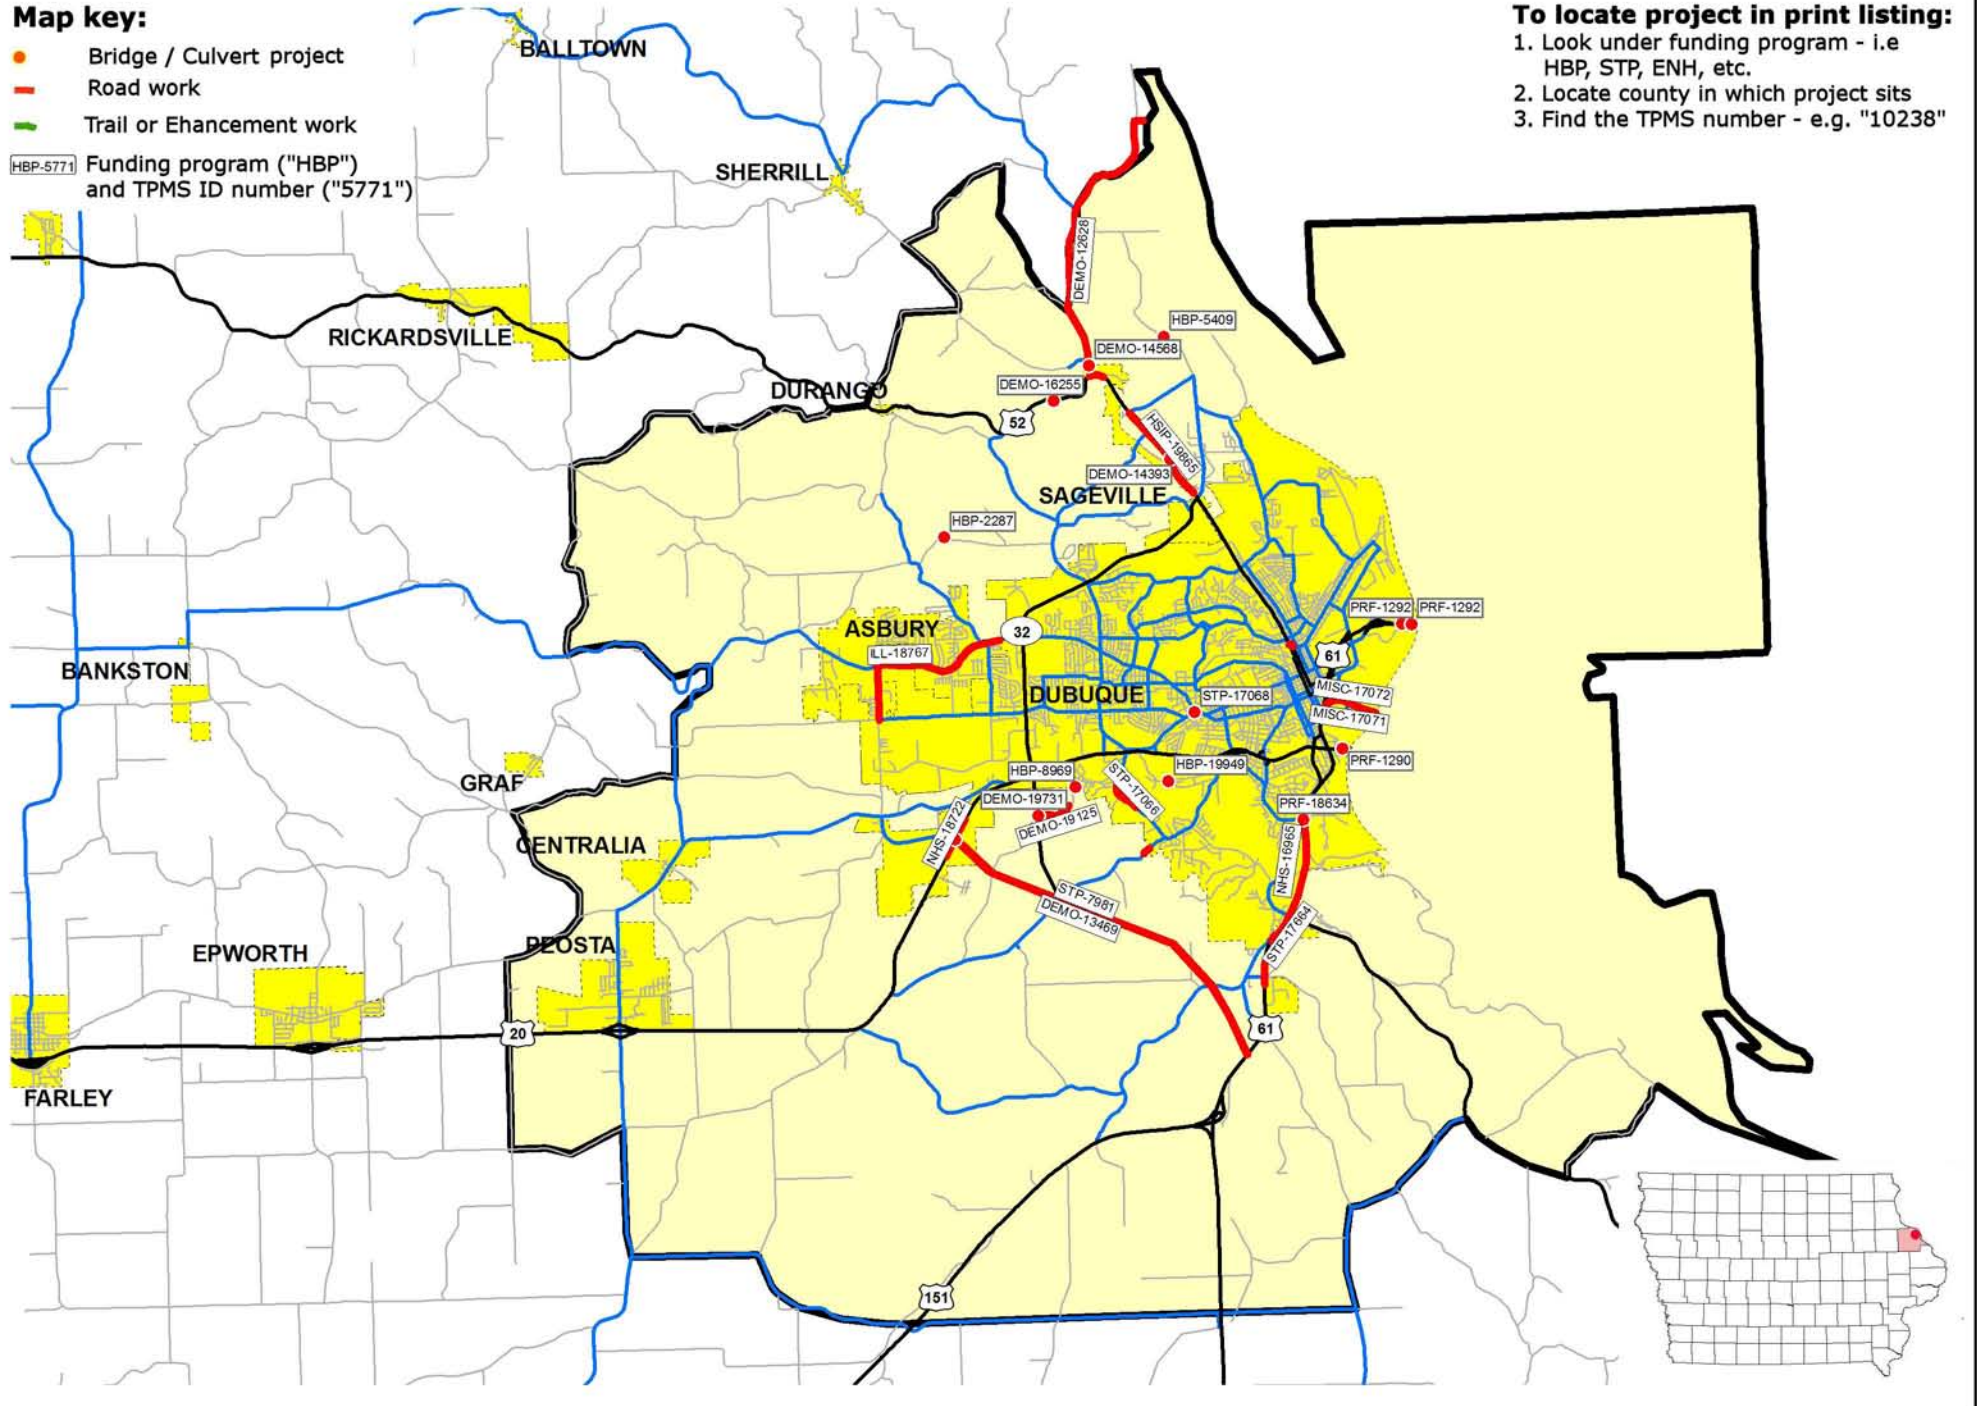 Map key:
Bridge / Culvert project
Road work
Trail or Ehancement work
HBP-5771
Funding program ("HBP")
and TPMS ID number ("5771")
To locate project in print listing:
1. Look under funding program - i.e
HBP, STP, ENH, etc.
2. Locate county in which project sits
3. Find the TPMS number - e.g. "10238"
BALLTOWN
SHERRILL
DEMO-12628
HBP-5409
RICKARDSVILLE
DEMO-14568
DURANGO
DEMO-16255
52
HSIP-19865
DEMO-14393
SAGEVILLE
HBP-2287
PRF-1292
PRF-1292
ASBURY
32
ILL-18767
61
BANKSTON
DUBUQUE
STP-17068
MISC-17072
MISC-17071
PRF-1290
GRAF
HBP-8969
STP-17066
HBP-19949
DEMO-19731
PRF-18634
DEMO-19125
NHS-18722
CENTRALIA
NHS-16965
#
STP-7981
DEMO-13469
STP-17664
EPWORTH
PEOSTA
20
61
FARLEY
151